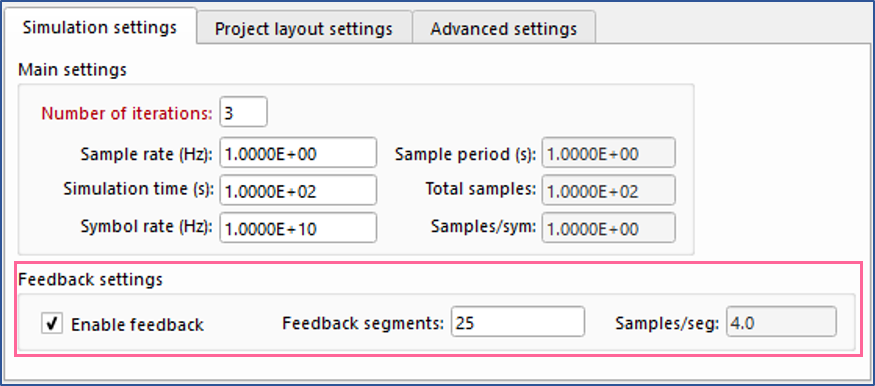 Simulation settings Project layout settings Advanced settings
Main settings
Number of iterations: 3
Sample rate (Hz): 1.0000E+00 Sample period (s): 1.0000E+00
Simulation time (s): 1.0000E+02 Total samples: 1.0000E+02
Symbol rate (Hz): 1.0000E+10 Samples/sym: 1.0000E+00
Feedback settings
Enable feedback Feedback segments: 25 Samples/seg: 4.0